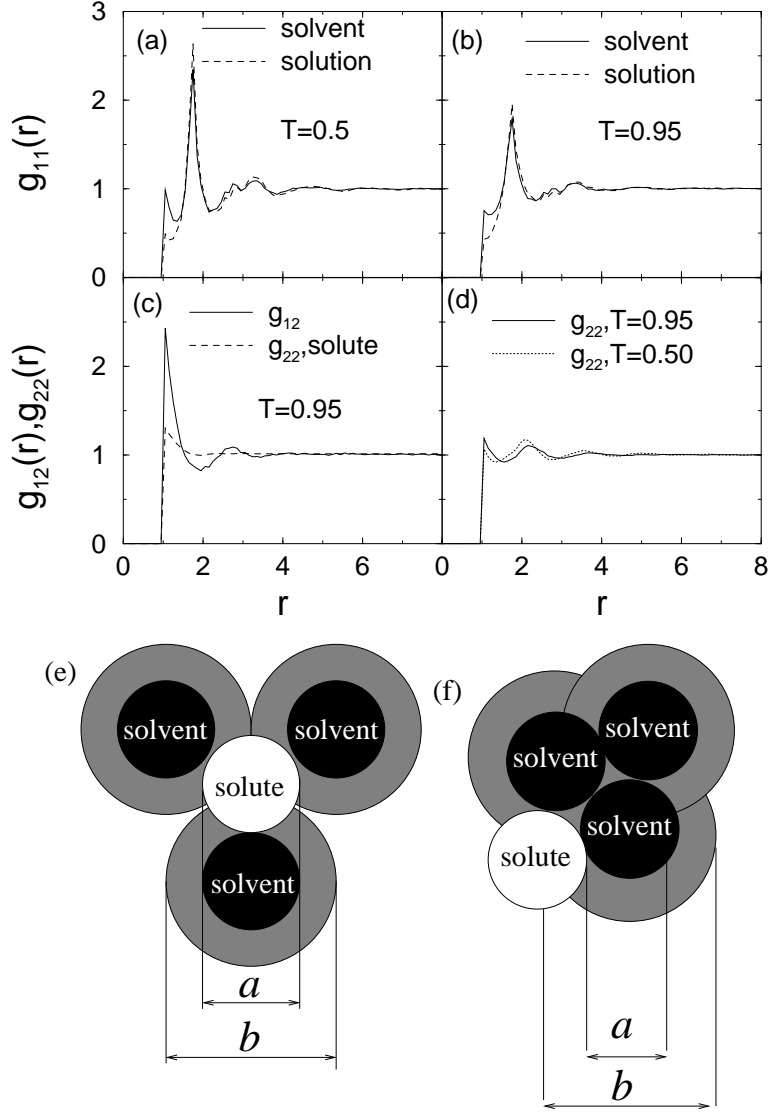 (a)
solvent
solution
T=0.5
3
2
1
0
g11(r)
(b)
solvent
solution
T=0.95
(c)
g12
g22,solute
T=0.95
2
1
0
g12(r),g22(r)
(d)
g22,T=0.95
g22,T=0.50
0 2 4 6 0 2 4 6 8
r r
(e)
solvent
solvent
solute
solvent
a
b
(f)
solvent
solvent
solvent
solute
a
b